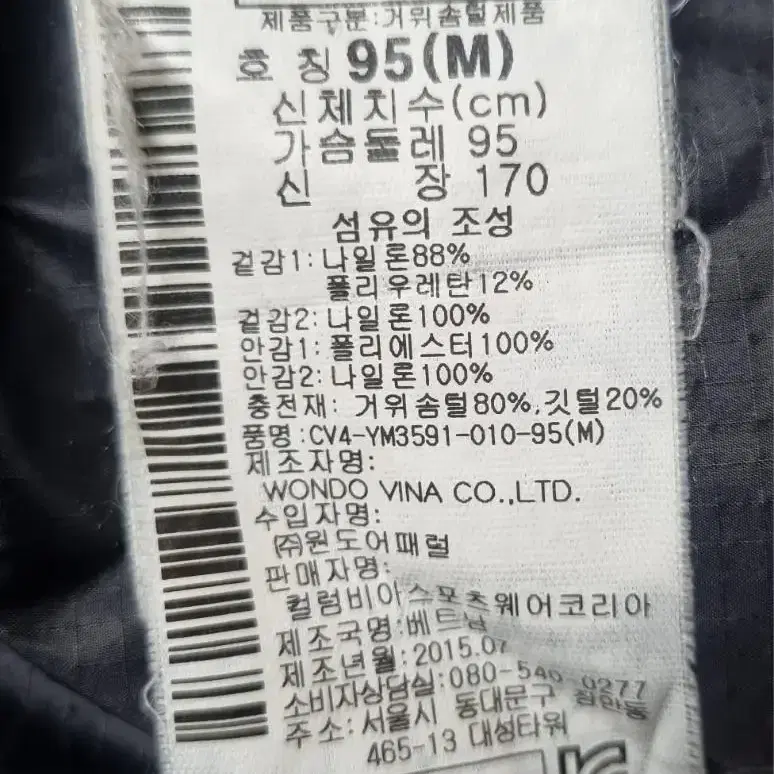 제품구분:거위솜털제품
호 칭 95(M)
신체치수(cm)
가슴둘레 95
신 장 170
섬유의 조성
겉감1:나일론88%
폴리우레탄12%
겉감2:나일론100%
안감1:폴리에스터100%
안감2:나일론100%
충전재: 거위솜털80%,깃털20%
품명:CV4-YM3591-010-95(M)
제조자명:
WONDO VINA CO.,LTD.
수입자명:
㈜원도어패럴
판매자명:
컬럼비아스포츠웨어코리아
제조국명:베트남
제조년월:2015.07
소비자상담실:080-540-0277
주소:서울시 동대문구
465-13 대성타워